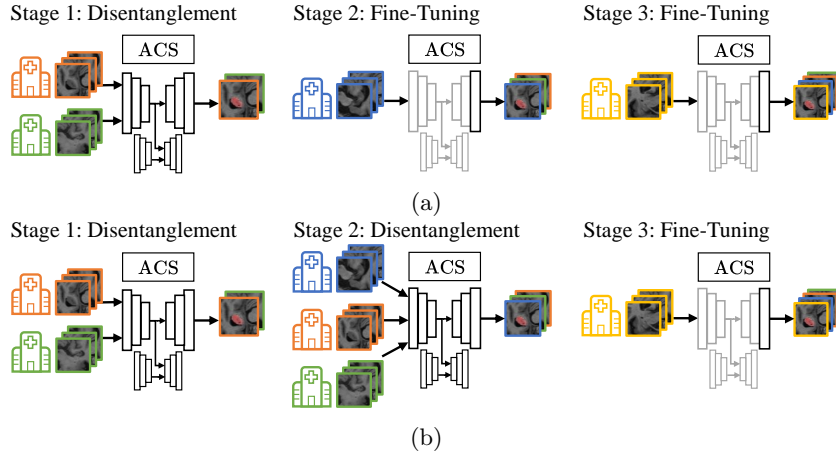 Stage 1: Disentanglement
Stage 2: Fine-Tuning
Stage 3: Fine-Tuning
ACS
ACS
ACS
(a)
Stage 1: Disentanglement
Stage 2: Disentanglement
Stage 3: Fine-Tuning
ACS
ACS
ACS
(b)